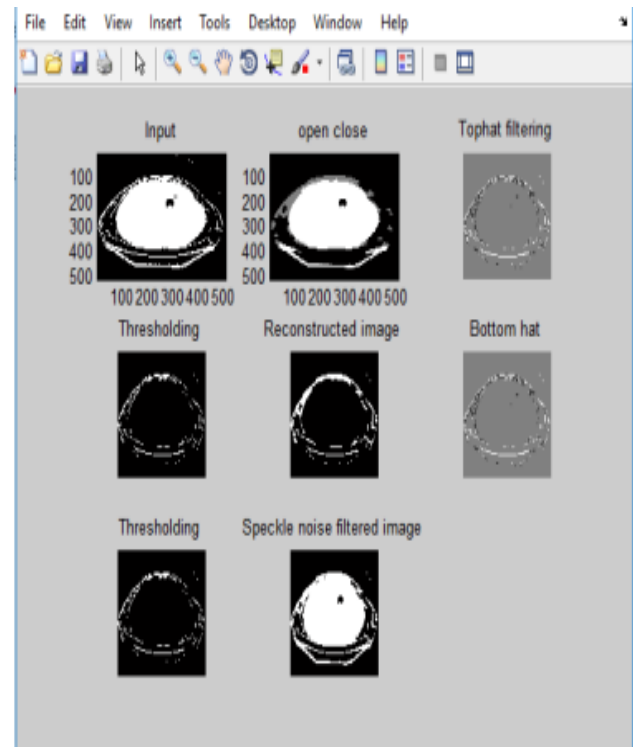 File Edit View Insert Tools Desktop Window Help
Input open close Tophat filtering
100 100
200 200
300 300
400 400
500 500
100 200 300 400 500 100 200 300 400 500
Thresholding Reconstructed image Bottom hat
Thresholding Speckle noise filtered image